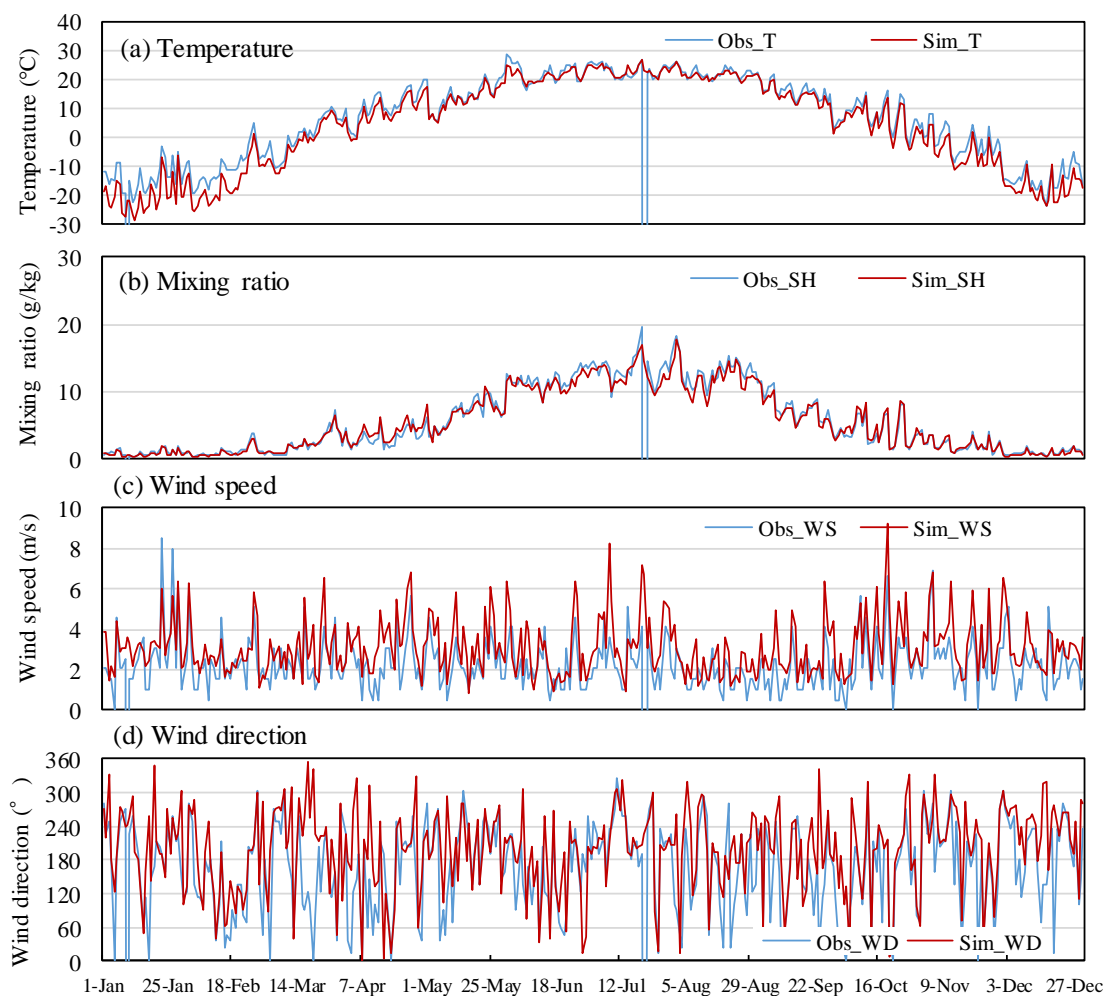 (a) Temperature
Obs_T
Sim_T
Temperature (℃)
40
30
20
10
0
-10
-20
-30
(b) Mixing ratio
Obs_SH
Sim_SH
Mixing ratio (g/kg)
30
20
10
0
(c) Wind speed
Obs_WS
Sim_WS
Wind speed (m/s)
10
8
6
4
2
0
(d) Wind direction
Wind direction (°)
360
300
240
180
120
60
0
Obs_WD
Sim_WD
1-Jan 25-Jan 18-Feb 14-Mar 7-Apr 1-May 25-May 18-Jun 12-Jul 5-Aug 29-Aug 22-Sep 16-Oct 9-Nov 3-Dec 27-Dec